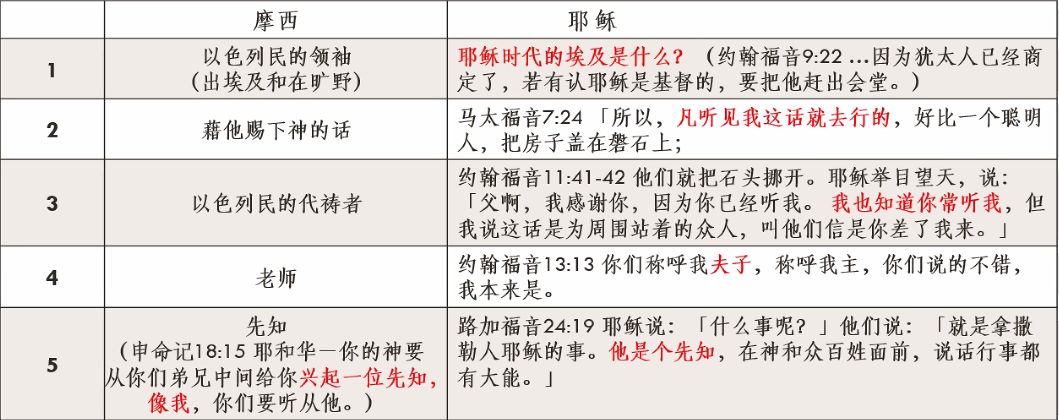 摩西
耶稣
1
以色列民的领袖
（出埃及和在旷野）
耶稣时代的埃及是什么？（约翰福音9:22 …因为犹太人已经商
定了，若有认耶稣是基督的，要把他赶出会堂。）
2
藉他赐下神的话
马太福音7:24 「所以，凡听见我这话就去行的，好比一个聪明
人，把房子盖在磐石上；
3
以色列民的代祷者
约翰福音11:41-42 他们就把石头挪开。耶稣举目望天，说：
「父啊，我感谢你，因为你已经听我。 我也知道你常听我，但
我说这话是为周围站着的众人，叫他们信是你差了我来。」
4
老师
约翰福音13:13 你们称呼我夫子，称呼我主，你们说的不错，
我本来是。
5
先知
（申命记18:15 耶和华－你的神要
从你们弟兄中间给你兴起一位先知，
像我，你们要听从他。）
路加福音24:19 耶稣说：「什么事呢？」他们说：「就是拿撒
勒人耶稣的事。他是个先知，在神和众百姓面前，说话行事都
有大能。」